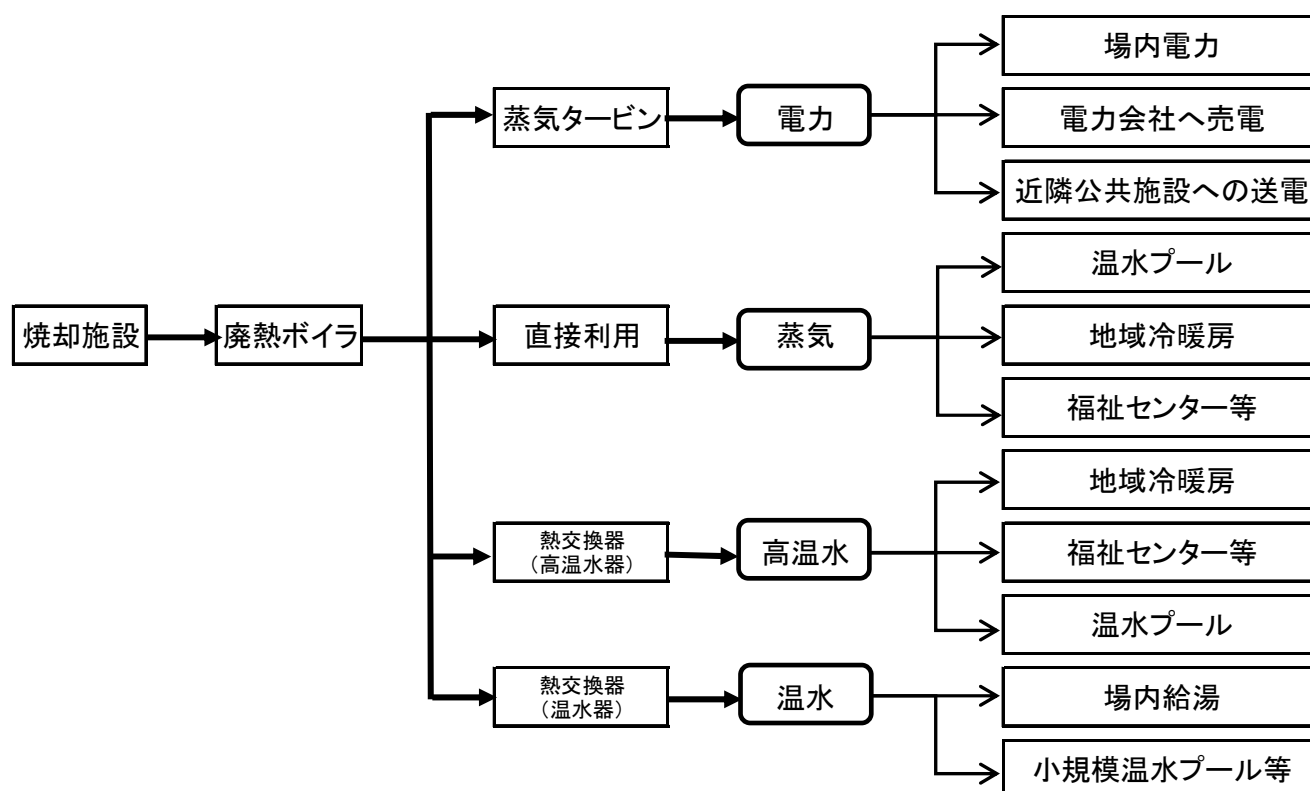 焼却施設
廃熱ボイラ
蒸気タービン
電力
場内電力
電力会社へ売電
近隣公共施設への送電
直接利用
蒸気
温水プール
地域冷暖房
福祉センター等
熱交換器
（高温水器）
高温水
地域冷暖房
福祉センター等
温水プール
熱交換器
（温水器）
温水
場内給湯
小規模温水プール等